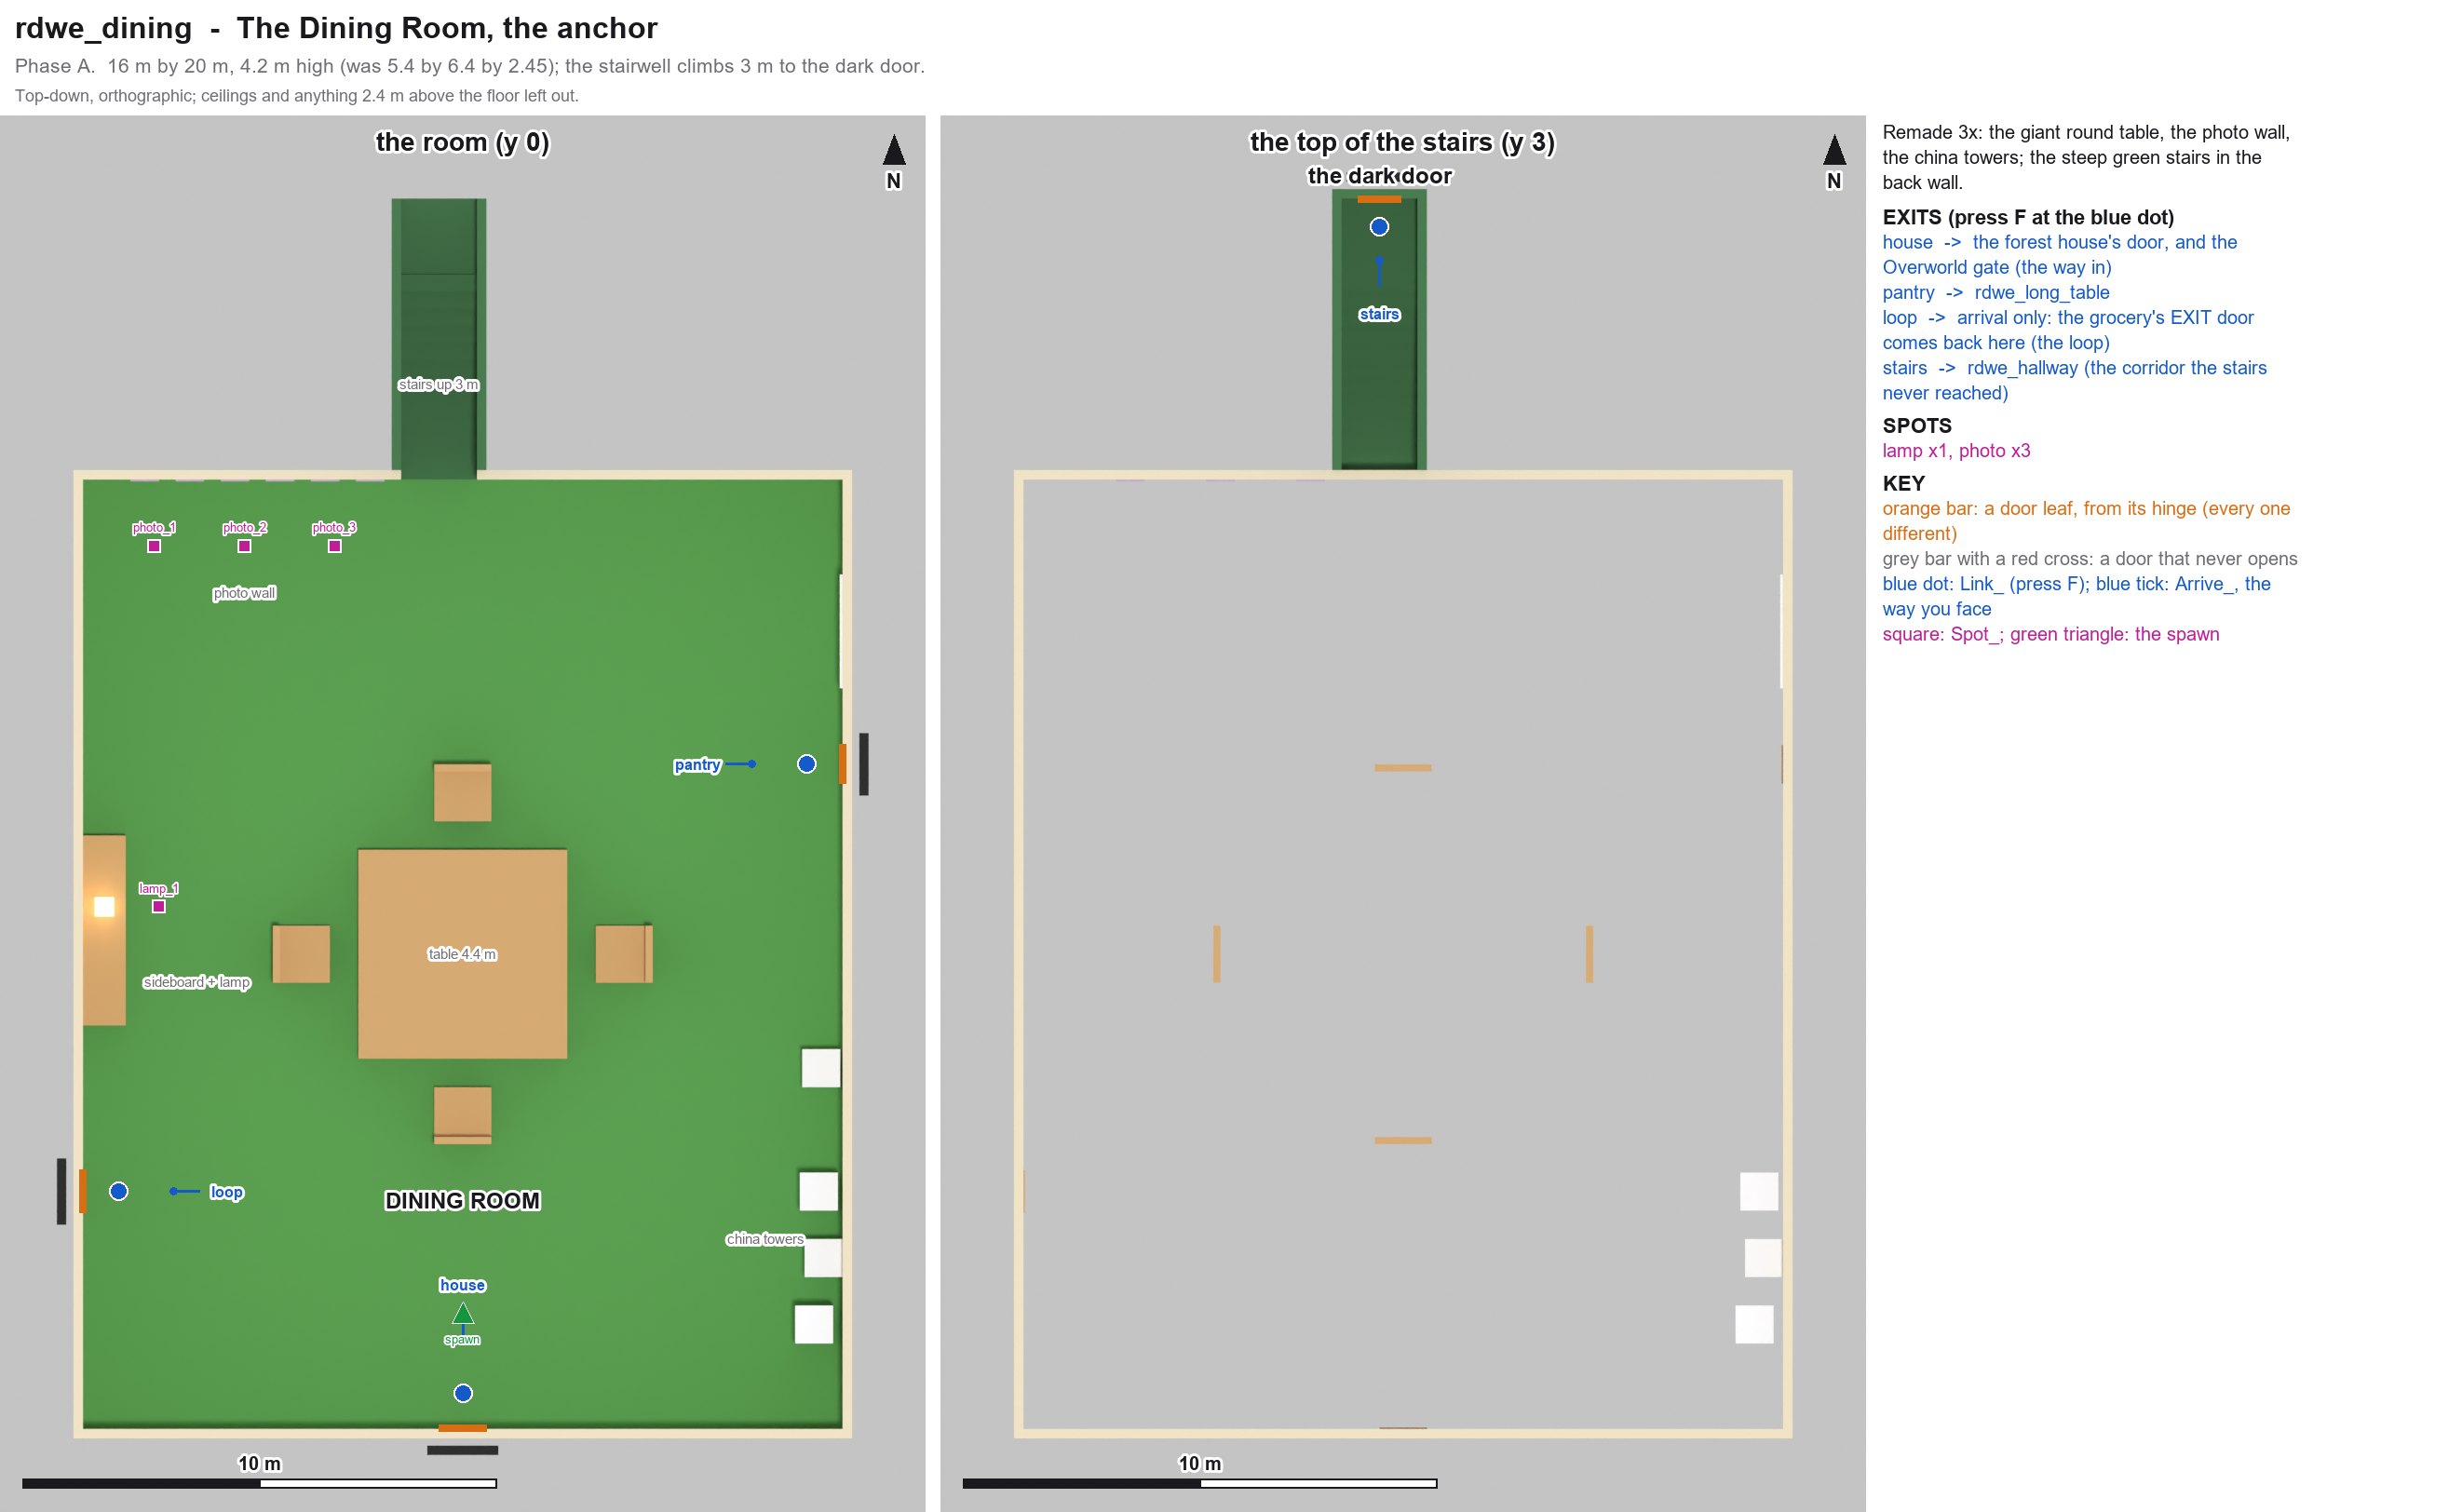 rdwe_dining  -  The Dining Room, the anchor
Phase A.  16 m by 20 m, 4.2 m high (was 5.4 by 6.4 by 2.45); the stairwell climbs 3 m to the dark door.
Top-down, orthographic; ceilings and anything 2.4 m above the floor left out.
the room (y 0)
N
stairs up 3 m
photo_1
photo_2
photo_3
photo wall
pantry
lamp_1
table 4.4 m
sideboard + lamp
loop
DINING ROOM
china towers
house
spawn
10 m
the top of the stairs (y 3)
the dark door
N
stairs
10 m
Remade 3x: the giant round table, the photo wall,
the china towers; the steep green stairs in the
back wall.
EXITS (press F at the blue dot)
house  ->  the forest house's door, and the
Overworld gate (the way in)
pantry  ->  rdwe_long_table
loop  ->  arrival only: the grocery's EXIT door
comes back here (the loop)
stairs  ->  rdwe_hallway (the corridor the stairs
never reached)
SPOTS
lamp x1, photo x3
KEY
orange bar: a door leaf, from its hinge (every one
different)
grey bar with a red cross: a door that never opens
blue dot: Link_ (press F); blue tick: Arrive_, the
way you face
square: Spot_; green triangle: the spawn